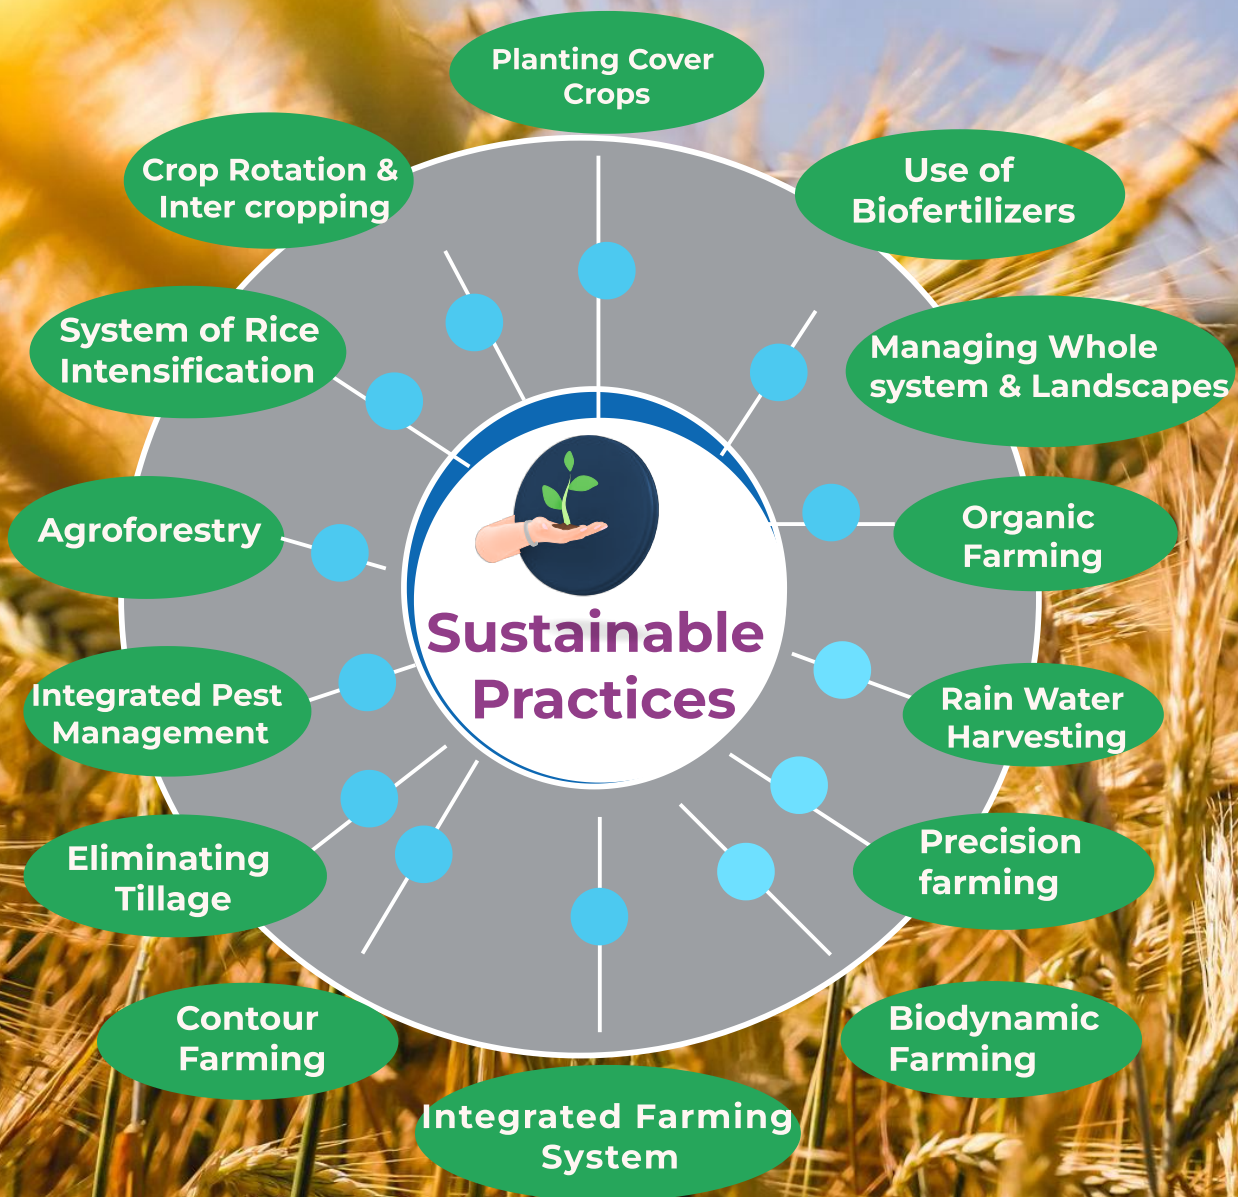 Planting Cover
Crops
Crop Rotation &
Inter cropping
Use of
Biofertilizers
System of Rice
Intensification
Managing Whole
system & Landscapes
Agroforestry
Organic
Farming
Sustainable
Practices
Integrated Pest
Management
Rain Water
Harvesting
Eliminating
Tillage
Precision
farming
Contour
Farming
Biodynamic
Farming
Integrated Farming
System